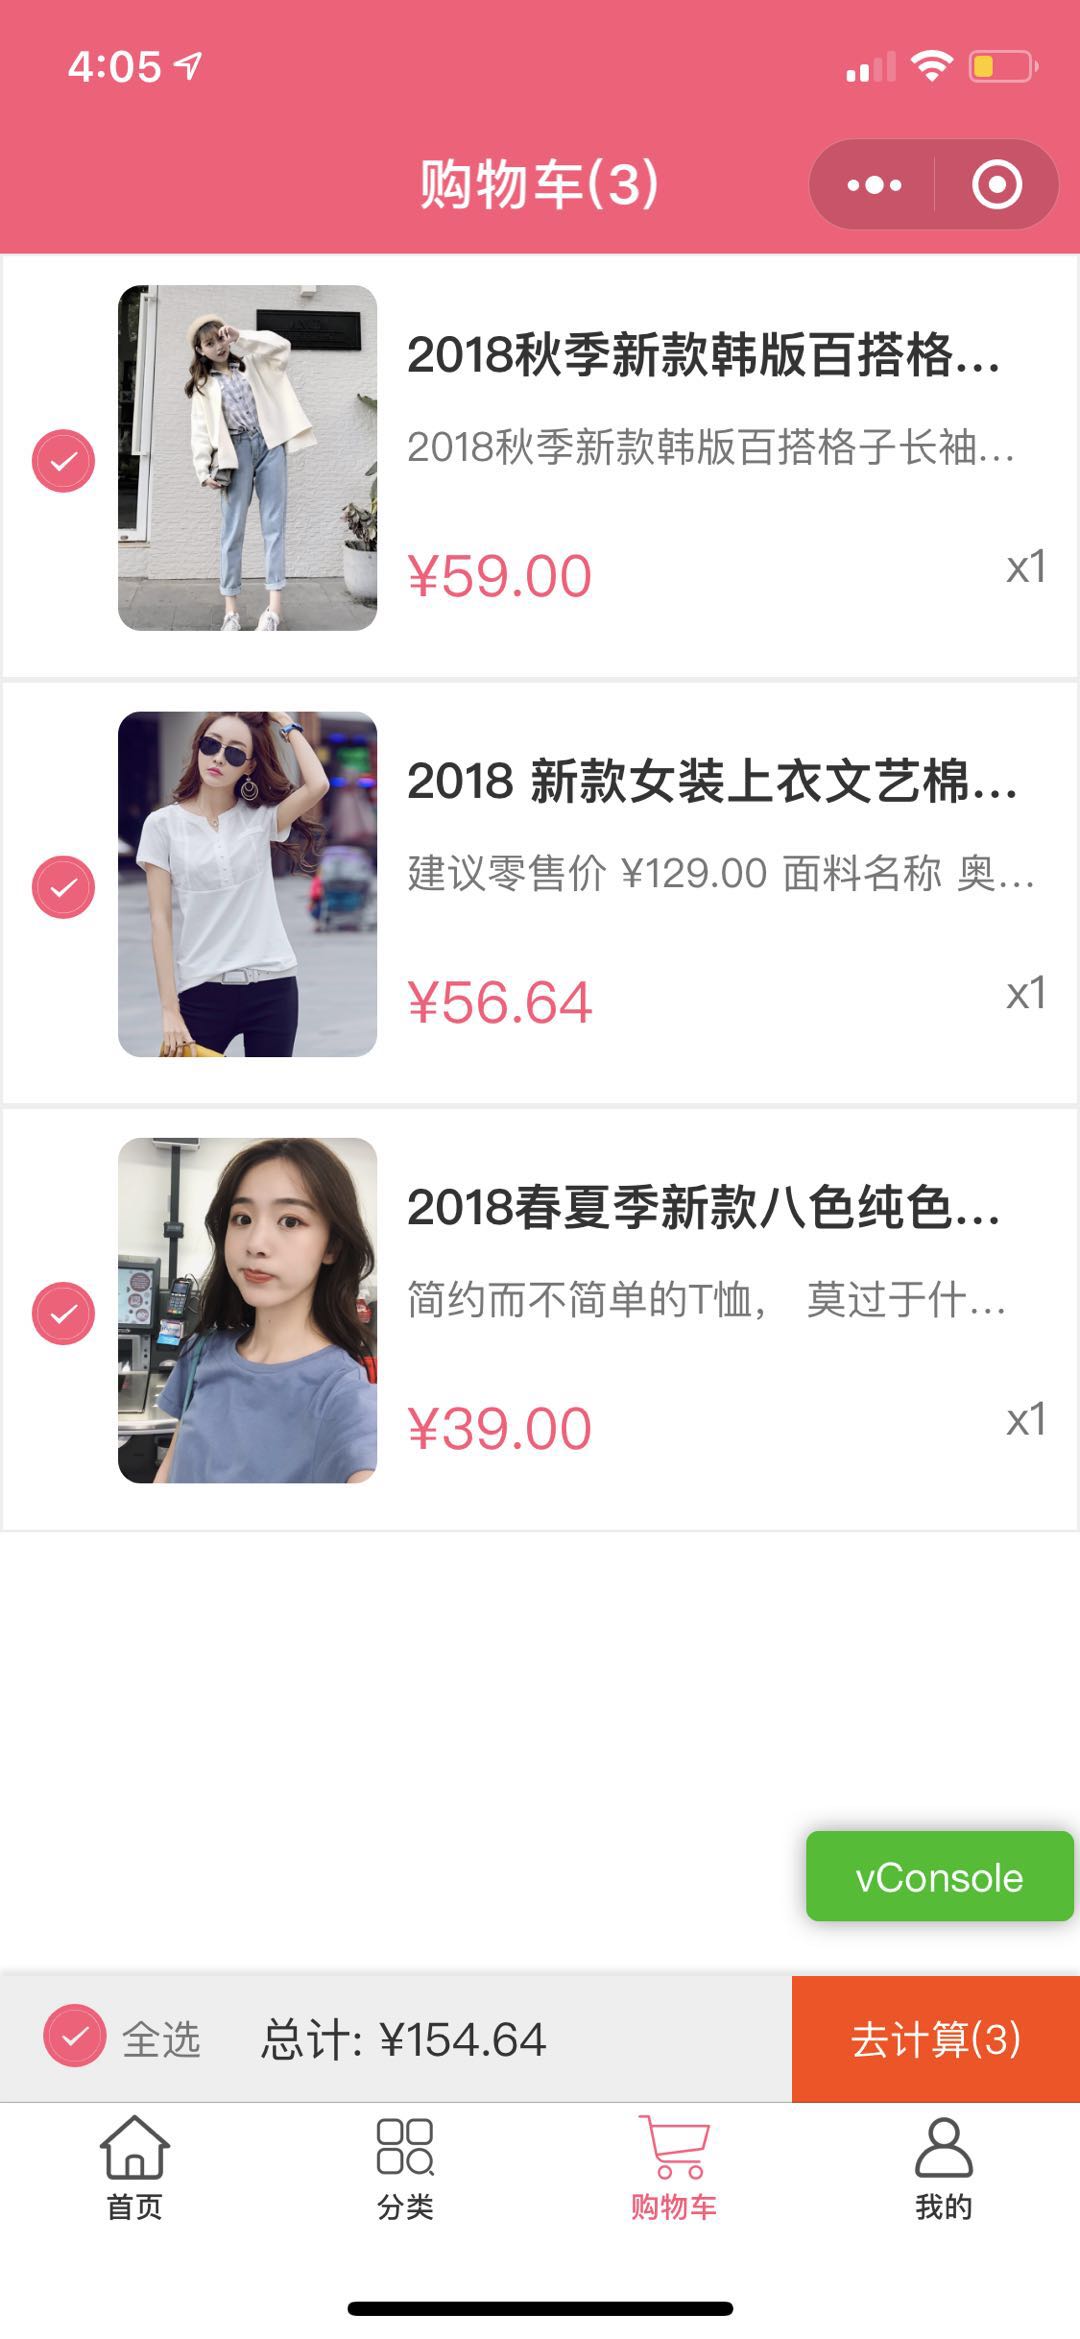 4:05
购物车(3)
2018秋季新款韩版百搭格...
2018秋季新款韩版百搭格子长袖...
¥59.00
x1
2018 新款女装上衣文艺棉...
建议零售价 ¥129.00 面料名称 奥...
¥56.64
x1
2018春夏季新款八色纯色...
简约而不简单的T恤， 莫过于什...
¥39.00
x1
vConsole
全选 总计: ¥154.64 去计算(3)
首页 分类 购物车 我的